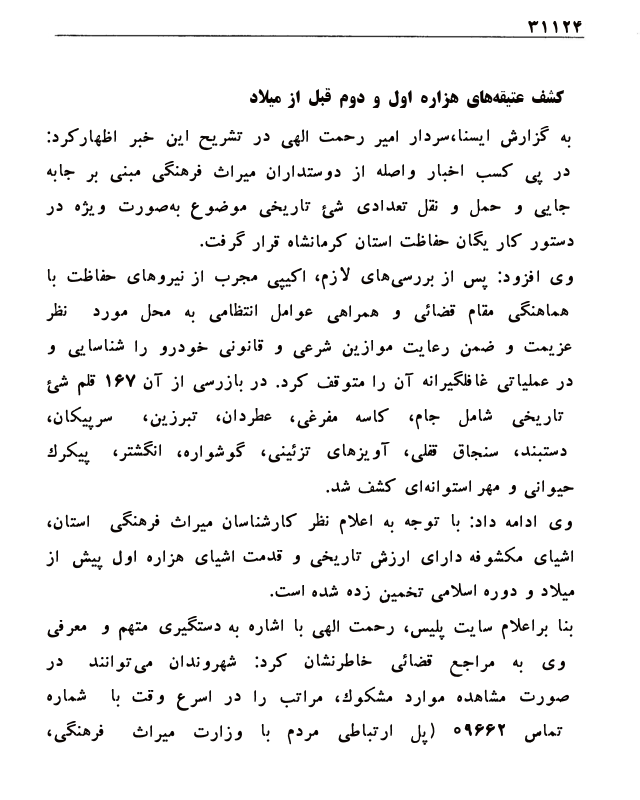 ۳۱۱۲۴
کشف عتیقه‌های هزاره اول و دوم قبل از میلاد
به گزارش ایسنا،سردار امیر رحمت الهی در تشریح این خبر اظهارکرد:
در پی کسب اخبار واصله از دوستداران میراث فرهنگی مبنی بر جابه
جایی و حمل و نقل تعدادی شئ تاریخی موضوع به‌صورت ویژه در
دستور کار یگان حفاظت استان کرمانشاه قرار گرفت.
وی افزود: پس از بررسی‌های لازم، اکیپی مجرب از نیروهای حفاظت با
هماهنگی مقام قضائی و همراهی عوامل انتظامی به محل مورد نظر
عزیمت و ضمن رعایت موازین شرعی و قانونی خودرو را شناسایی و
در عملیاتی غافلگیرانه آن را متوقف کرد. در بازرسی از آن ۱۶۷ قلم شئ
تاریخی شامل جام، کاسه مفرغی، عطردان، تبرزین، سرپیکان،
دستبند، سنجاق قفلی، آویزهای تزئینی، گوشواره، انگشتر، پیکرك
حیوانی و مهر استوانه‌ای کشف شد.
وی ادامه داد: با توجه به اعلام نظر کارشناسان میراث فرهنگی استان،
اشیای مکشوفه دارای ارزش تاریخی و قدمت اشیای هزاره اول پیش از
میلاد و دوره اسلامی تخمین زده شده است.
بنا براعلام سایت پلیس، رحمت الهی با اشاره به دستگیری متهم و معرفی
وی به مراجع قضائی خاطرنشان کرد: شهروندان می‌توانند در
صورت مشاهده موارد مشکوك، مراتب را در اسرع وقت با شماره
تماس ۰۹۶۶۲ (پل ارتباطی مردم با وزارت میراث فرهنگی،